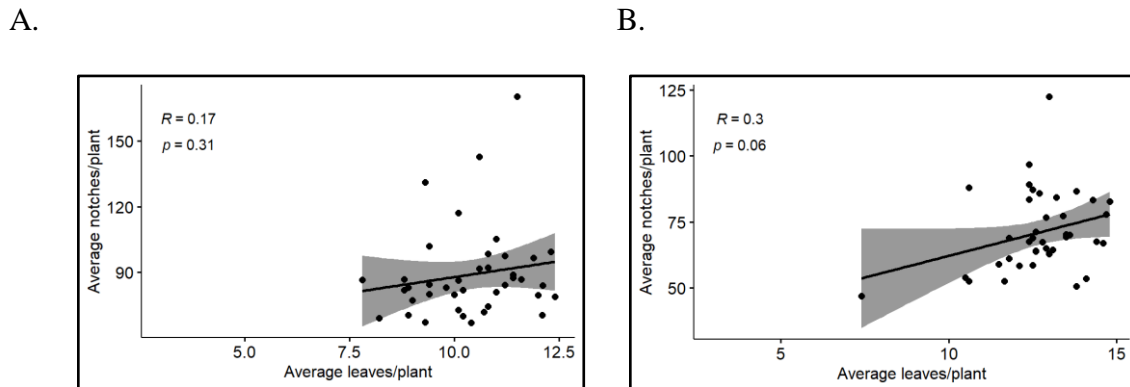 A.
B.
R = 0.17
p = 0.31
Average notches/plant
150
120
90
5.0
7.5
10.0
12.5
Average leaves/plant
R = 0.3
p = 0.06
Average notches/plant
125
100
75
50
5
10
15
Average leaves/plant